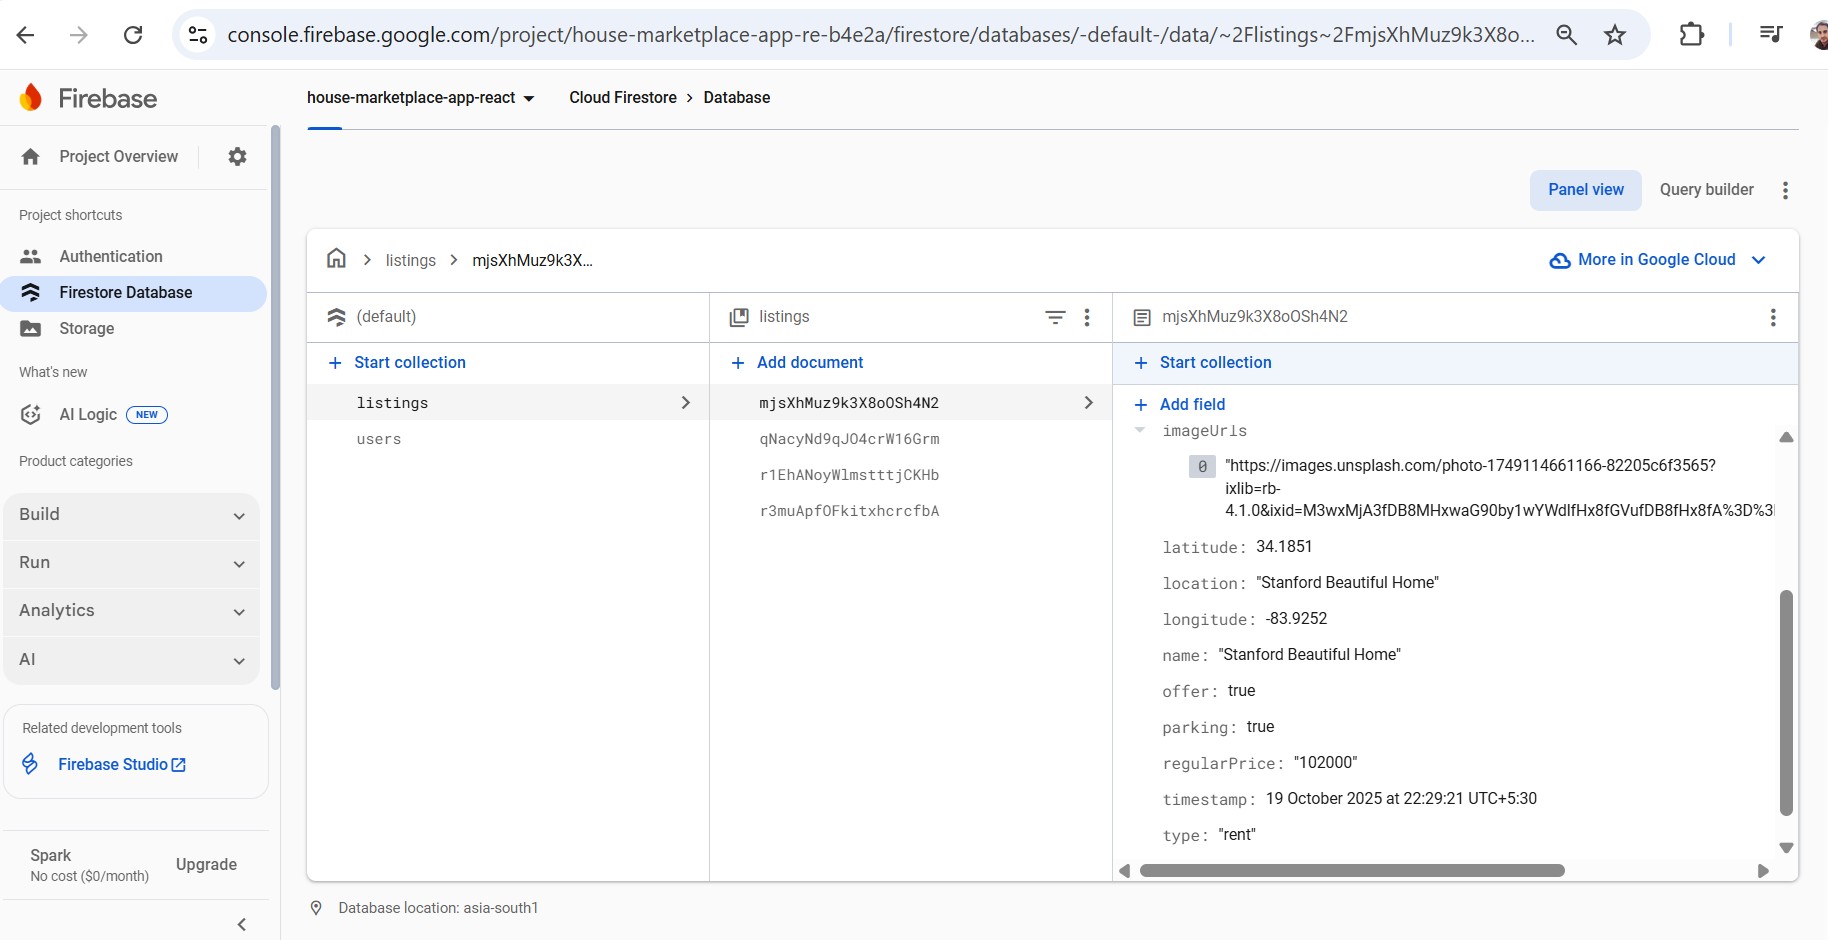 console.firebase.google.com/project/house-marketplace-app-re-b4e2a/firestore/databases/-default-/data/~2Flistings~2FmjsXhMuz9k3X8o...
Firebase
house-marketplace-app-react
Cloud Firestore > Database
Project Overview
Project shortcuts
Authentication
Firestore Database
Storage
What's new
AI Logic NEW
Product categories
Build
Run
Analytics
AI
Related development tools
Firebase Studio
Spark
No cost ($0/month)
Upgrade
Panel view
Query builder
listings > mjsXhMuz9k3X...
More in Google Cloud
(default)
+ Start collection
listings
users
listings
+ Add document
mjsXhMuz9k3X8oOSh4N2
qNacyNd9qJO4crW16Grm
r1EhANoyWlmstttjCKHb
r3muApfOFkitxhcrcfbA
mjsXhMuz9k3X8oOSh4N2
+ Start collection
+ Add field
imageUrls
0 "https://images.unsplash.com/photo-1749114661166-82205c6f3565?
ixlib=rb-
4.1.0&ixid=M3wxMjA3fDB8MHxwaG90by1wYWdlfHx8fGVufDB8fHx8fA%3D%3
latitude: 34.1851
location: "Stanford Beautiful Home"
longitude: -83.9252
name: "Stanford Beautiful Home"
offer: true
parking: true
regularPrice: "102000"
timestamp: 19 October 2025 at 22:29:21 UTC+5:30
type: "rent"
Database location: asia-south1